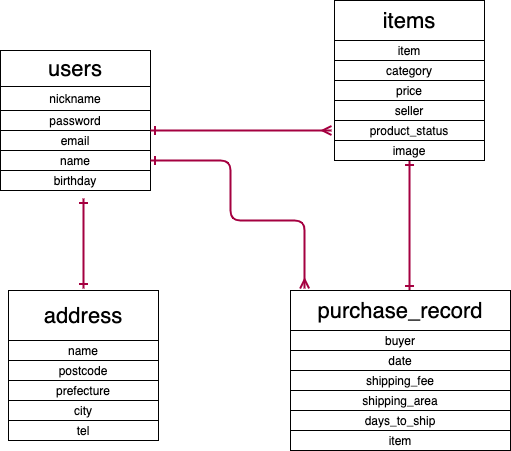 users
nickname
password
email
name
birthday
items
item
category
price
seller
product_status
image
address
name
postcode
prefecture
city
tel
purchase_record
buyer
date
shipping_fee
shipping_area
days_to_ship
item